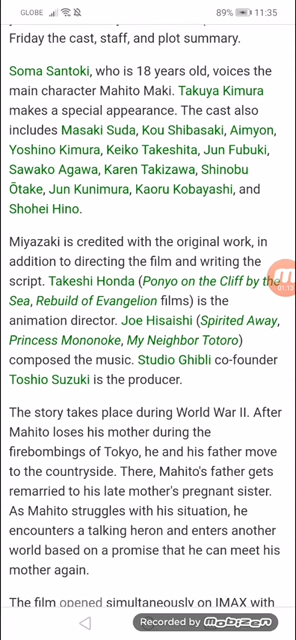 GLOBE
89%
11:35
Friday the cast, staff, and plot summary.
Soma Santoki, who is 18 years old, voices the
main character Mahito Maki. Takuya Kimura
makes a special appearance. The cast also
includes Masaki Suda, Kou Shibasaki, Aimyon,
Yoshino Kimura, Keiko Takeshita, Jun Fubuki,
Sawako Agawa, Karen Takizawa, Shinobu
Ōtake, Jun Kunimura, Kaoru Kobayashi, and
Shohei Hino.
Miyazaki is credited with the original work, in
addition to directing the film and writing the
script. Takeshi Honda (Ponyo on the Cliff by the
Sea, Rebuild of Evangelion films) is the
01:13
animation director. Joe Hisaishi (Spirited Away,
Princess Mononoke, My Neighbor Totoro)
composed the music. Studio Ghibli co-founder
Toshio Suzuki is the producer.
The story takes place during World War II. After
Mahito loses his mother during the
firebombings of Tokyo, he and his father move
to the countryside. There, Mahito's father gets
remarried to his late mother's pregnant sister.
As Mahito struggles with his situation, he
encounters a talking heron and enters another
world based on a promise that he can meet his
mother again.
The film opened simultaneously on IMAX with
Recorded by mobizen